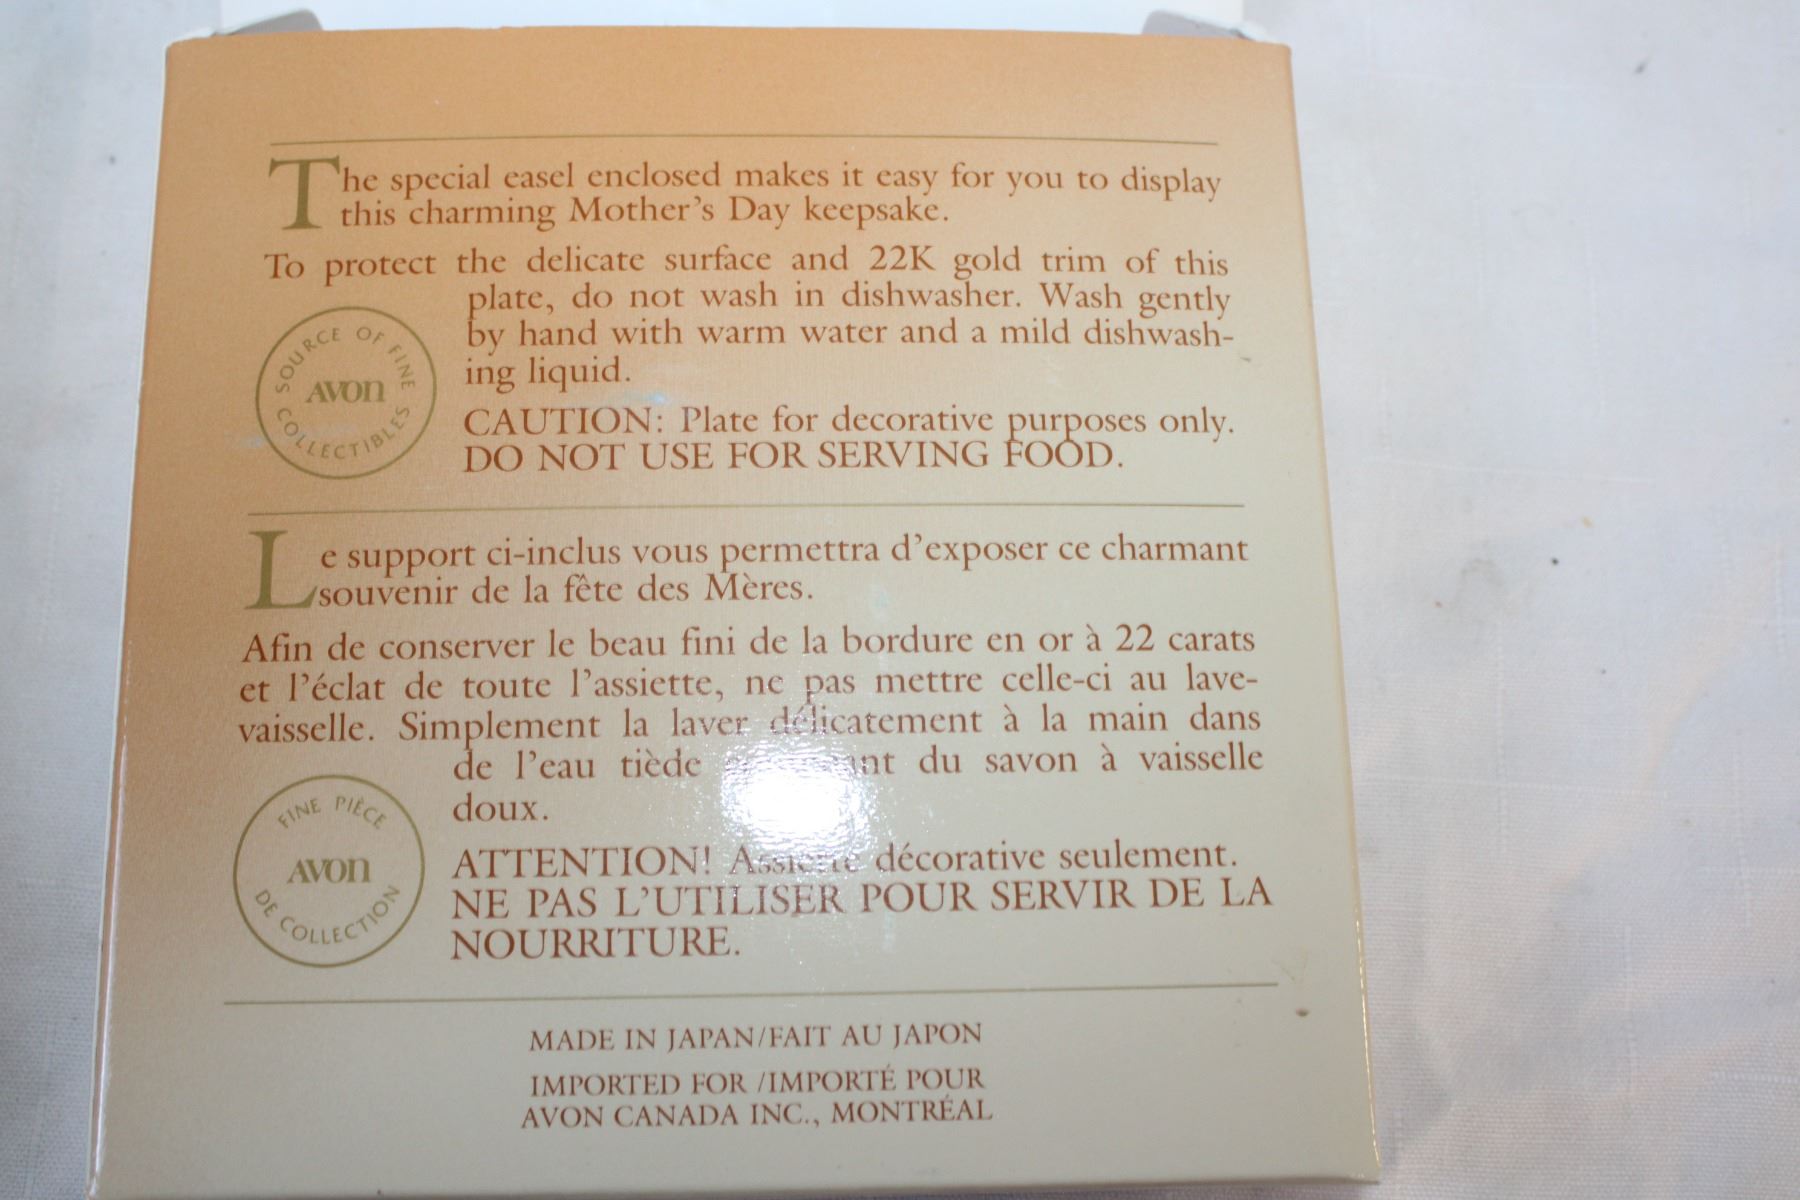 The special easel enclosed makes it easy for you to display
this charming Mother's Day keepsake.
To protect the delicate surface and 22K gold trim of this
plate, do not wash in dishwasher. Wash gently
by hand with warm water and a mild dishwash-
ing liquid.
SOURCE OF FINE
AVON
COLLECTIBLES
CAUTION: Plate for decorative purposes only.
DO NOT USE FOR SERVING FOOD.
Le support ci-inclus vous permettra d'exposer ce charmant
souvenir de la fête des Mères.
Afin de conserver le beau fini de la bordure en or à 22 carats
et l'éclat de toute l'assiette, ne pas mettre celle-ci au lave-
vaisselle. Simplement la laver délicatement à la main dans
de l'eau tiède du savon à vaisselle
doux.
FINE PIÈCE
AVON
DE COLLECTION
ATTENTION! Assiette décorative seulement.
NE PAS L'UTILISER POUR SERVIR DE LA
NOURRITURE.
MADE IN JAPAN/FAIT AU JAPON
IMPORTED FOR /IMPORTÉ POUR
AVON CANADA INC., MONTRÉAL